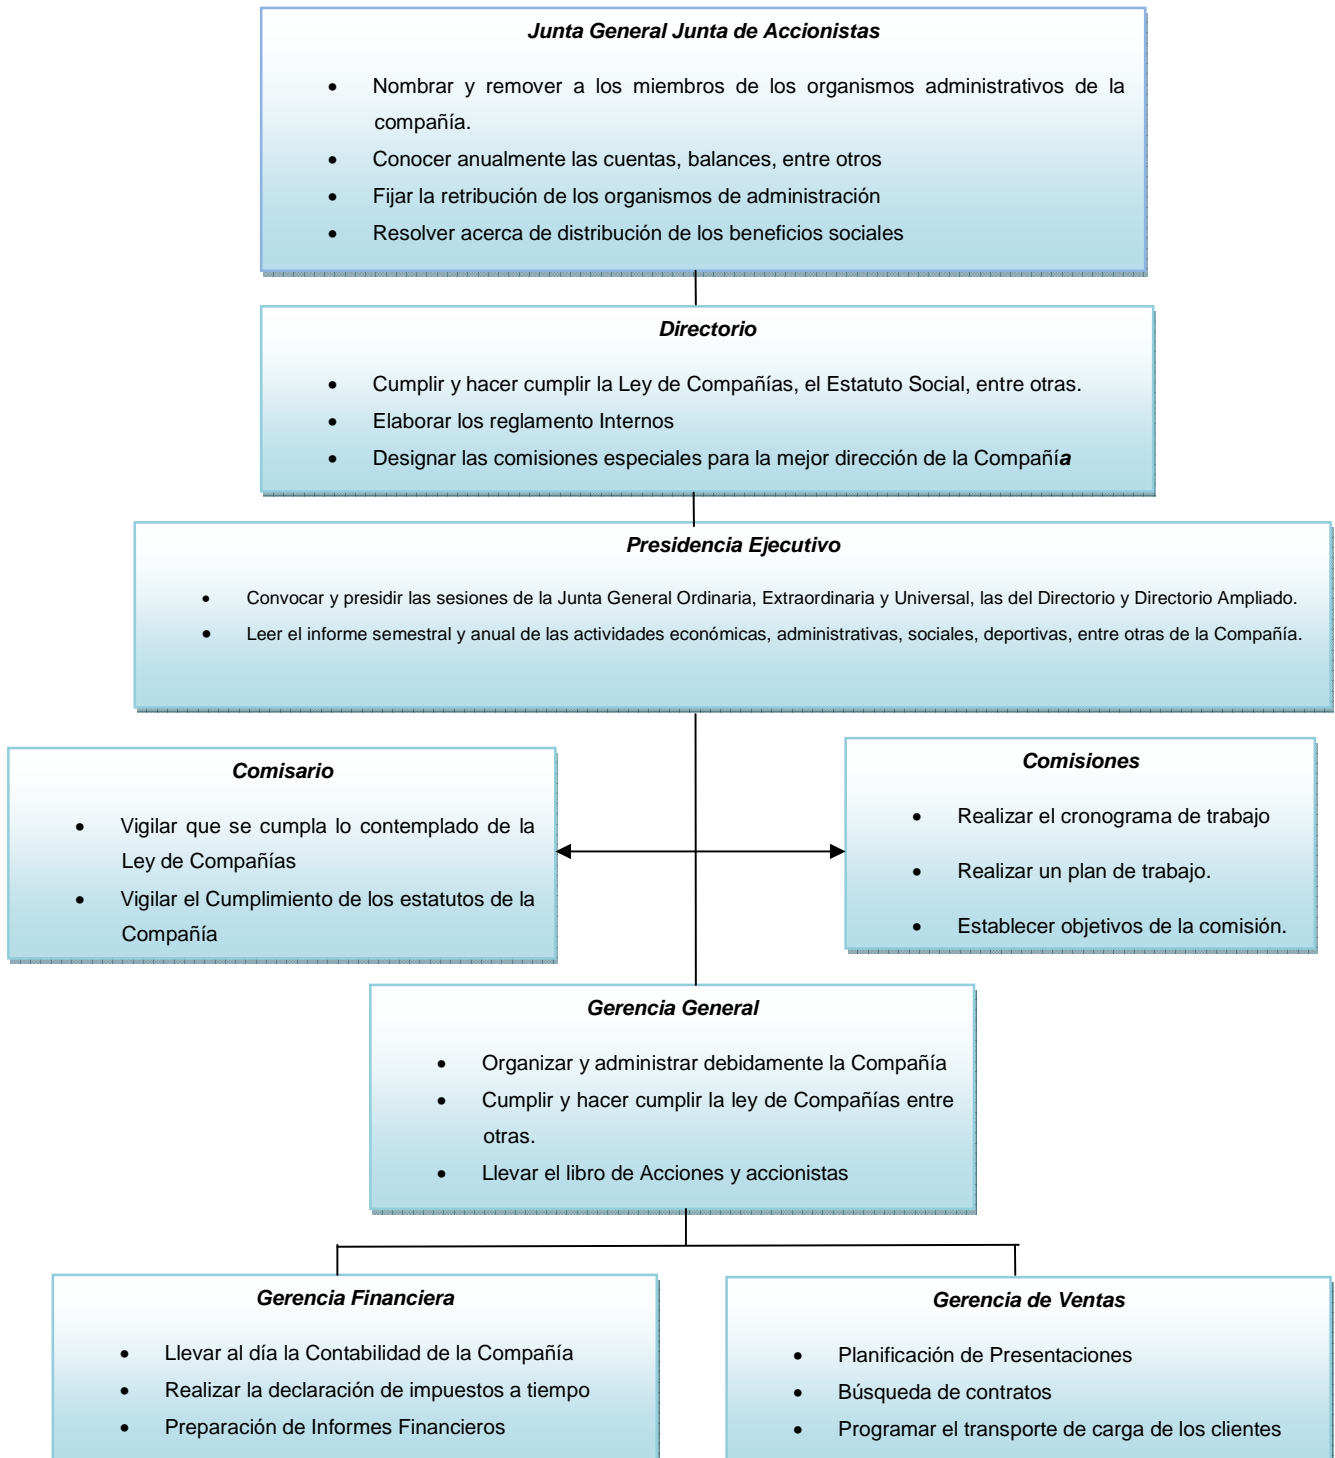 Junta General Junta de Accionistas
• Nombrar y remover a los miembros de los organismos administrativos de la
compañía.
• Conocer anualmente las cuentas, balances, entre otros
• Fijar la retribución de los organismos de administración
• Resolver acerca de distribución de los beneficios sociales
Directorio
• Cumplir y hacer cumplir la Ley de Compañías, el Estatuto Social, entre otras.
• Elaborar los reglamento Internos
• Designar las comisiones especiales para la mejor dirección de la Compañía
Presidencia Ejecutivo
• Convocar y presidir las sesiones de la Junta General Ordinaria, Extraordinaria y Universal, las del Directorio y Directorio Ampliado.
• Leer el informe semestral y anual de las actividades económicas, administrativas, sociales, deportivas, entre otras de la Compañía.
Comisario
• Vigilar que se cumpla lo contemplado de la
Ley de Compañías
• Vigilar el Cumplimiento de los estatutos de la
Compañía
Comisiones
• Realizar el cronograma de trabajo
• Realizar un plan de trabajo.
• Establecer objetivos de la comisión.
Gerencia General
• Organizar y administrar debidamente la Compañía
• Cumplir y hacer cumplir la ley de Compañías entre
otras.
• Llevar el libro de Acciones y accionistas
Gerencia Financiera
• Llevar al día la Contabilidad de la Compañía
• Realizar la declaración de impuestos a tiempo
• Preparación de Informes Financieros
Gerencia de Ventas
• Planificación de Presentaciones
• Búsqueda de contratos
• Programar el transporte de carga de los clientes